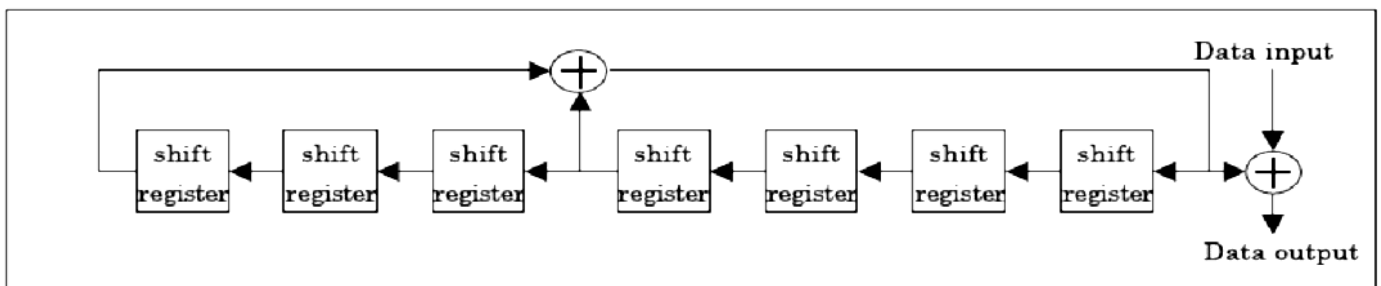 Data input
shift shift shift shift shift shift shift
register register register register register register register
Data output